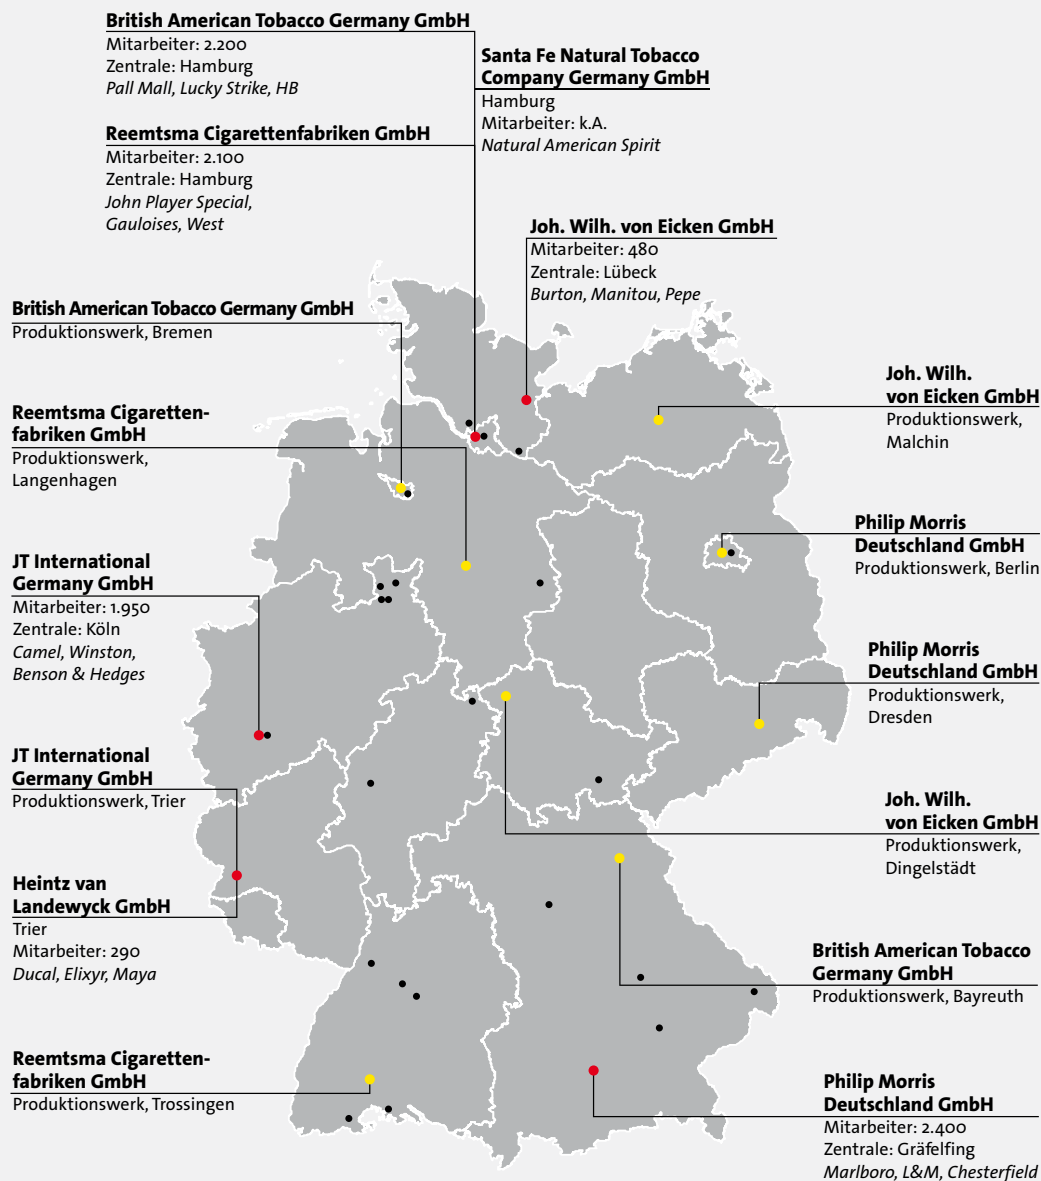 British American Tobacco Germany GmbH
Mitarbeiter: 2.200
Zentrale: Hamburg
Pall Mall, Lucky Strike, HB
Santa Fe Natural Tobacco
Company Germany GmbH
Hamburg
Mitarbeiter: k.A.
Natural American Spirit
Reemtsma Cigarettenfabriken GmbH
Mitarbeiter: 2.100
Zentrale: Hamburg
John Player Special,
Gauloises, West
Joh. Wilh. von Eicken GmbH
Mitarbeiter: 480
Zentrale: Lübeck
Burton, Manitou, Pepe
British American Tobacco Germany GmbH
Produktionswerk, Bremen
Joh. Wilh.
von Eicken GmbH
Produktionswerk,
Malchin
Reemtsma Cigaretten-
fabriken GmbH
Produktionswerk,
Langenhagen
Philip Morris
Deutschland GmbH
Produktionswerk, Berlin
JT International
Germany GmbH
Mitarbeiter: 1.950
Zentrale: Köln
Camel, Winston,
Benson & Hedges
Philip Morris
Deutschland GmbH
Produktionswerk,
Dresden
JT International
Germany GmbH
Produktionswerk, Trier
Joh. Wilh.
von Eicken GmbH
Produktionswerk,
Dingelstädt
Heintz van
Landewyck GmbH
Trier
Mitarbeiter: 290
Ducal, Elixyr, Maya
British American Tobacco
Germany GmbH
Produktionswerk, Bayreuth
Reemtsma Cigaretten-
fabriken GmbH
Produktionswerk, Trossingen
Philip Morris
Deutschland GmbH
Mitarbeiter: 2.400
Zentrale: Gräfelfing
Marlboro, L&M, Chesterfield